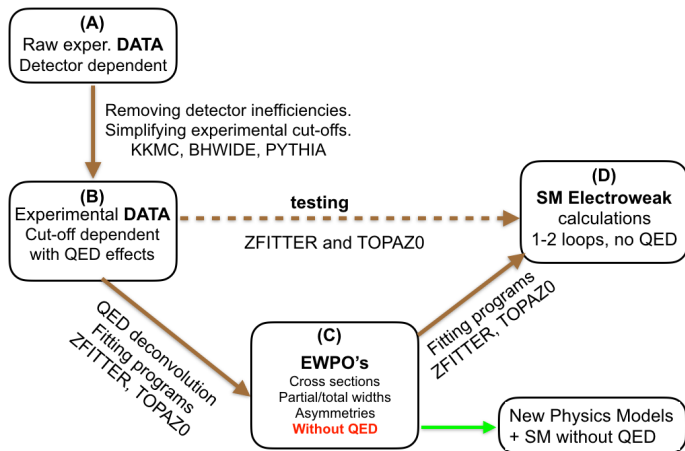 (A)
Raw exper. DATA
Detector dependent
Removing detector inefficiencies.
Simplifying experimental cut-offs.
KKMC, BHWIDE, PYTHIA
(B)
Experimental DATA
Cut-off dependent
with QED effects
testing
ZFITTER and TOPAZ0
(D)
SM Electroweak
calculations
1-2 loops, no QED
QED deconvolution
Fitting programs
ZFITTER, TOPAZ0
(C)
EWPO's
Cross sections
Partial/total widths
Asymmetries
Without QED
Fitting programs
ZFITTER, TOPAZ0
New Physics Models
+ SM without QED